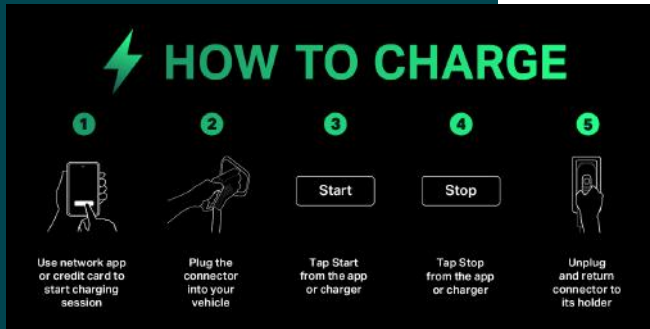 HOW TO CHARGE
1
2
3
4
5
Start
Stop
Use network app
or credit card to
start charging
session
Plug the
connector
into your
vehicle
Tap Start
from the app
or charger
Tap Stop
from the app
or charger
Unplug
and return
connector to
its holder